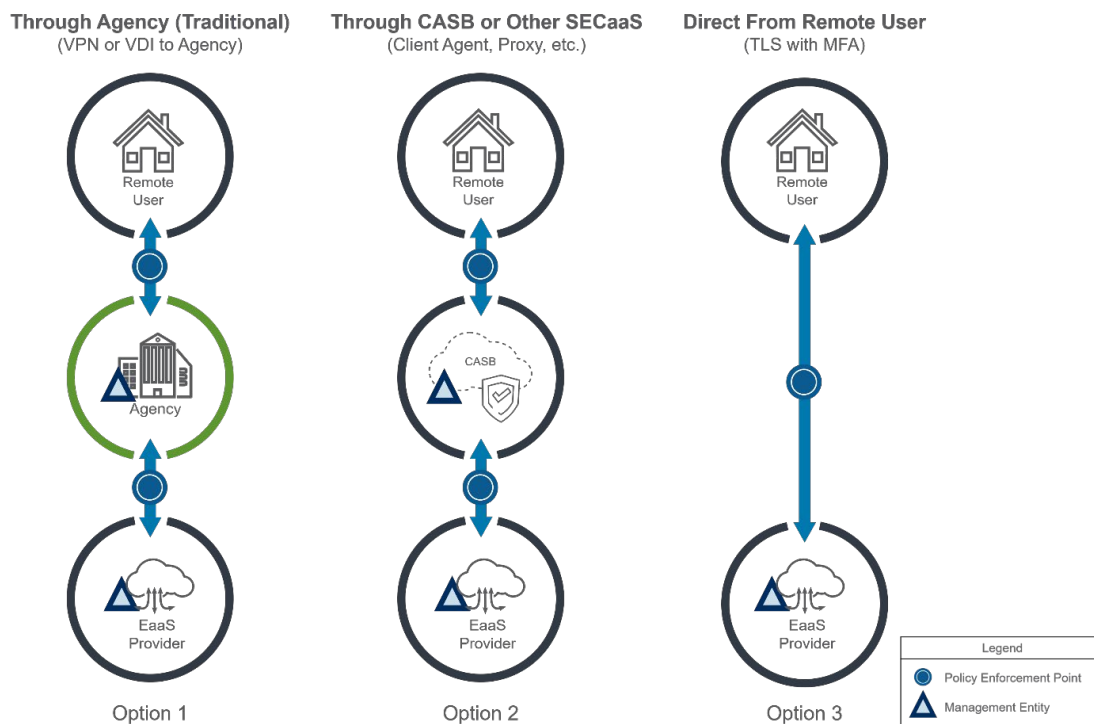 Through Agency (Traditional)
(VPN or VDI to Agency)
Remote
User
Agency
EaaS
Provider
Option 1
Through CASB or Other SECaaS
(Client Agent, Proxy, etc.)
Remote
User
CASB
EaaS
Provider
Option 2
Direct From Remote User
(TLS with MFA)
Remote
User
EaaS
Provider
Option 3
Legend
Policy Enforcement Point
Management Entity